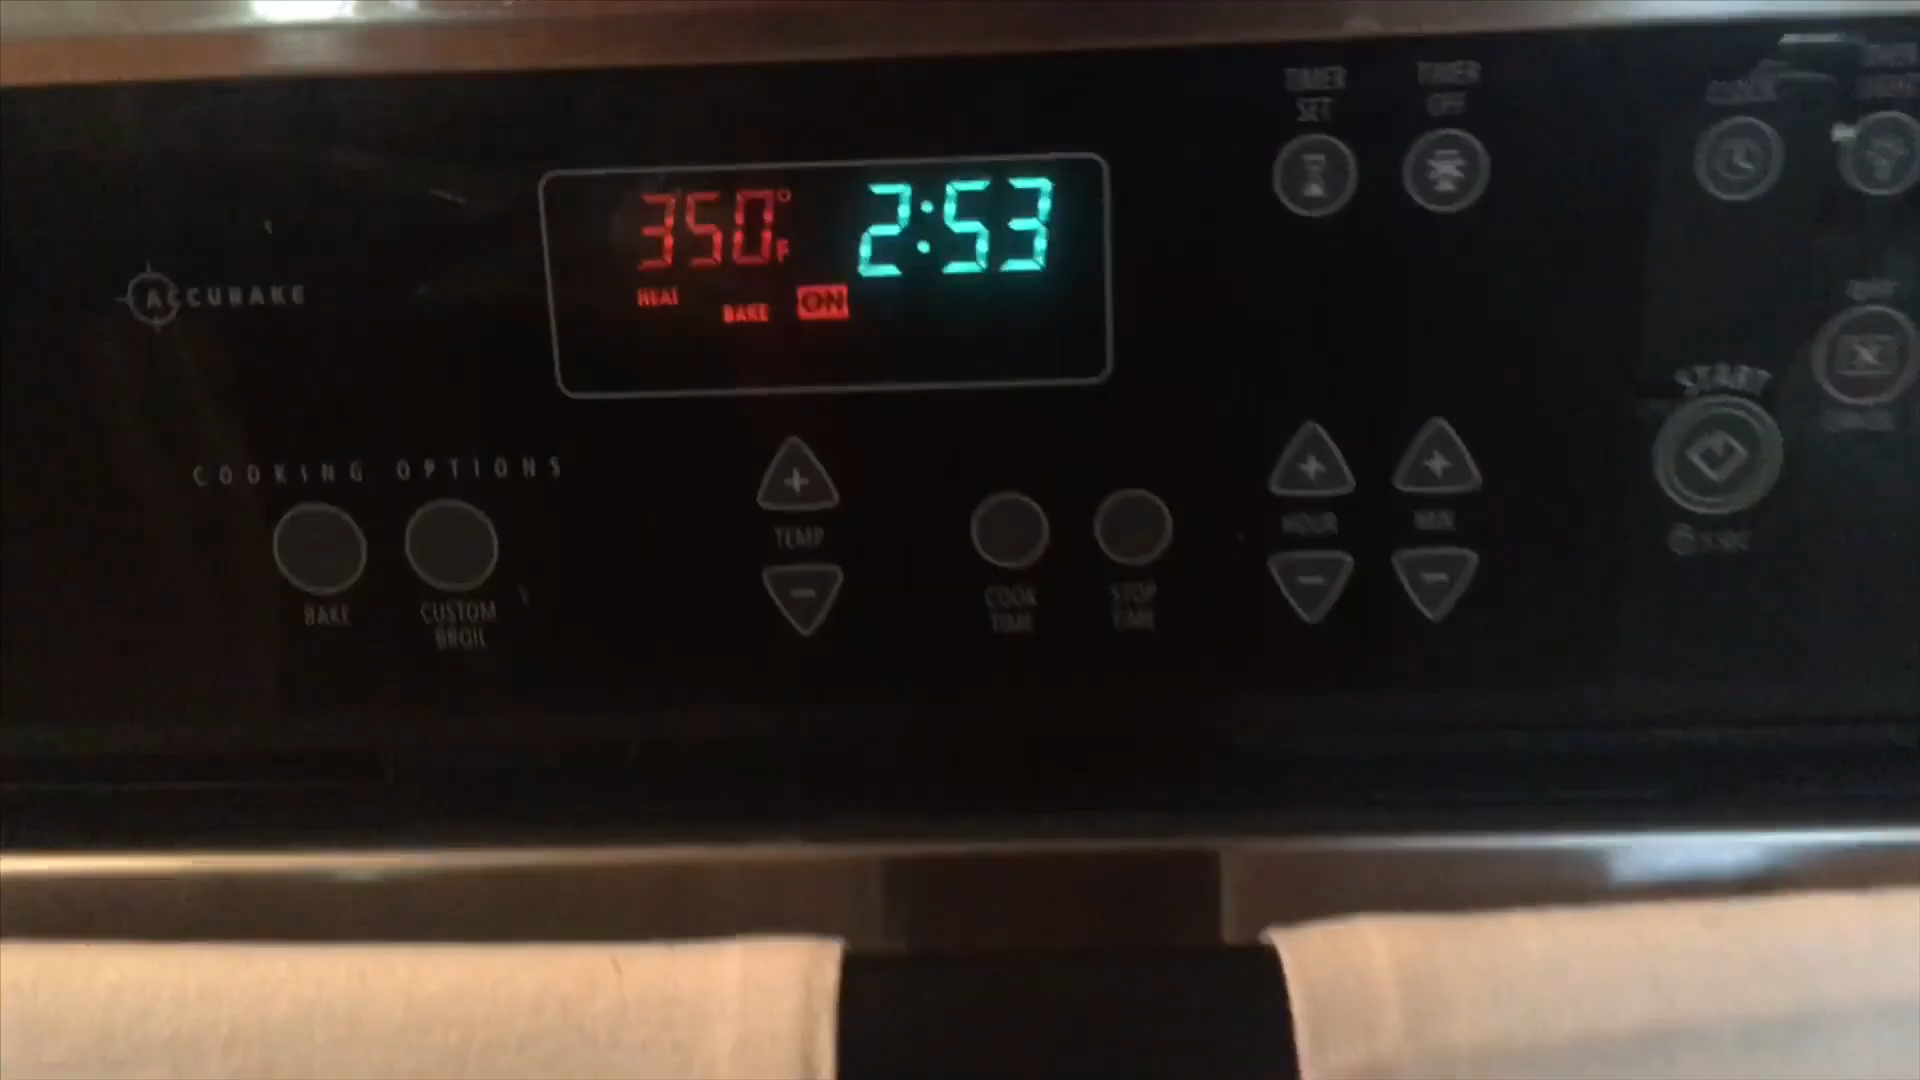 TIMER SET
TIMER OFF
CLOCK
350°F 2:53
HEAT
BAKE
ON
ACCUBAKE
START
COOKING OPTIONS
BAKE
CUSTOM BROIL
TEMP
COOK TIME
STOP TIME
HOUR
MIN